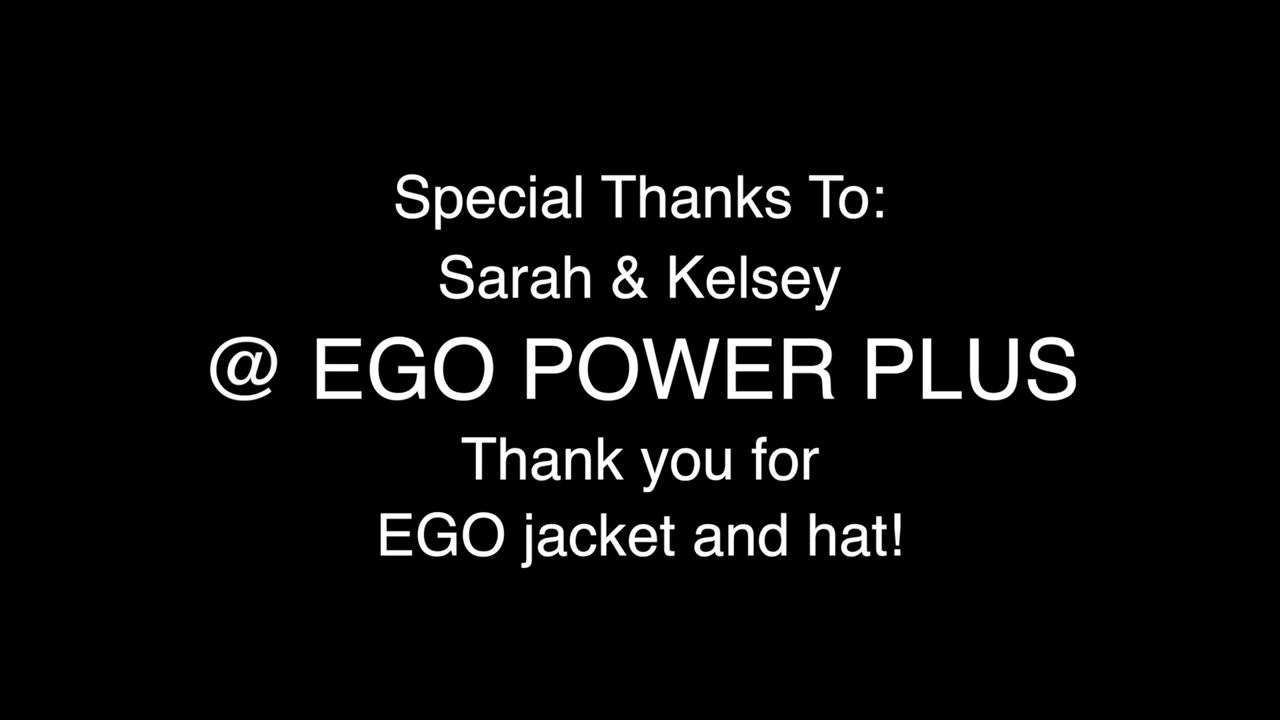 Special Thanks To:
Sarah & Kelsey
@ EGO POWER PLUS
Thank you for
EGO jacket and hat!